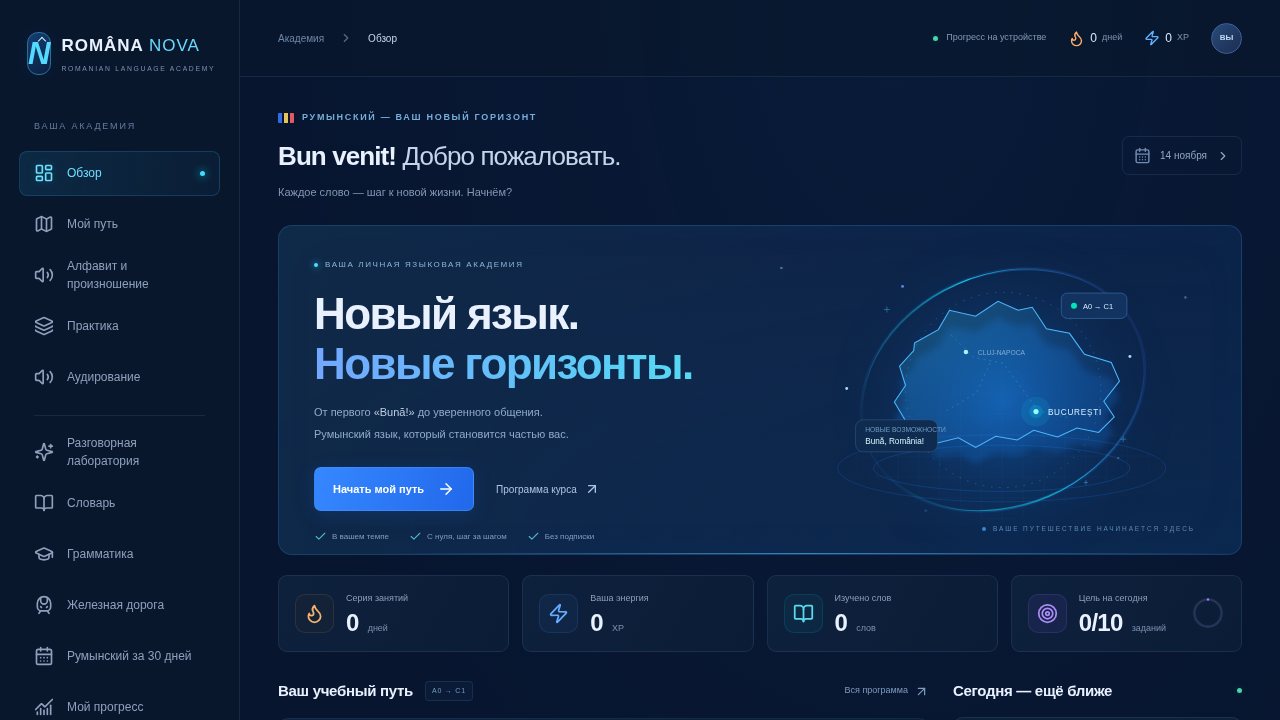 ROMÂNA NOVA
ROMANIAN LANGUAGE ACADEMY
ВАША АКАДЕМИЯ
Обзор
Мой путь
Алфавит и
произношение
Практика
Аудирование
Разговорная
лаборатория
Словарь
Грамматика
Железная дорога
Румынский за 30 дней
Мой прогресс
Академия
Обзор
Прогресс на устройстве
0 дней
0 XP
ВЫ
РУМЫНСКИЙ — ВАШ НОВЫЙ ГОРИЗОНТ
Bun venit! Добро пожаловать.
Каждое слово — шаг к новой жизни. Начнём?
14 ноября
ВАША ЛИЧНАЯ ЯЗЫКОВАЯ АКАДЕМИЯ
Новый язык.
Новые горизонты.
От первого «Bună!» до уверенного общения.
Румынский язык, который становится частью вас.
Начать мой путь
Программа курса
В вашем темпе
С нуля, шаг за шагом
Без подписки
A0 → C1
CLUJ-NAPOCA
BUCUREȘTI
НОВЫЕ ВОЗМОЖНОСТИ
Bună, România!
ВАШЕ ПУТЕШЕСТВИЕ НАЧИНАЕТСЯ ЗДЕСЬ
Серия занятий
0 дней
Ваша энергия
0 XP
Изучено слов
0 слов
Цель на сегодня
0/10 заданий
Ваш учебный путь
A0 → C1
Вся программа
Сегодня — ещё ближе